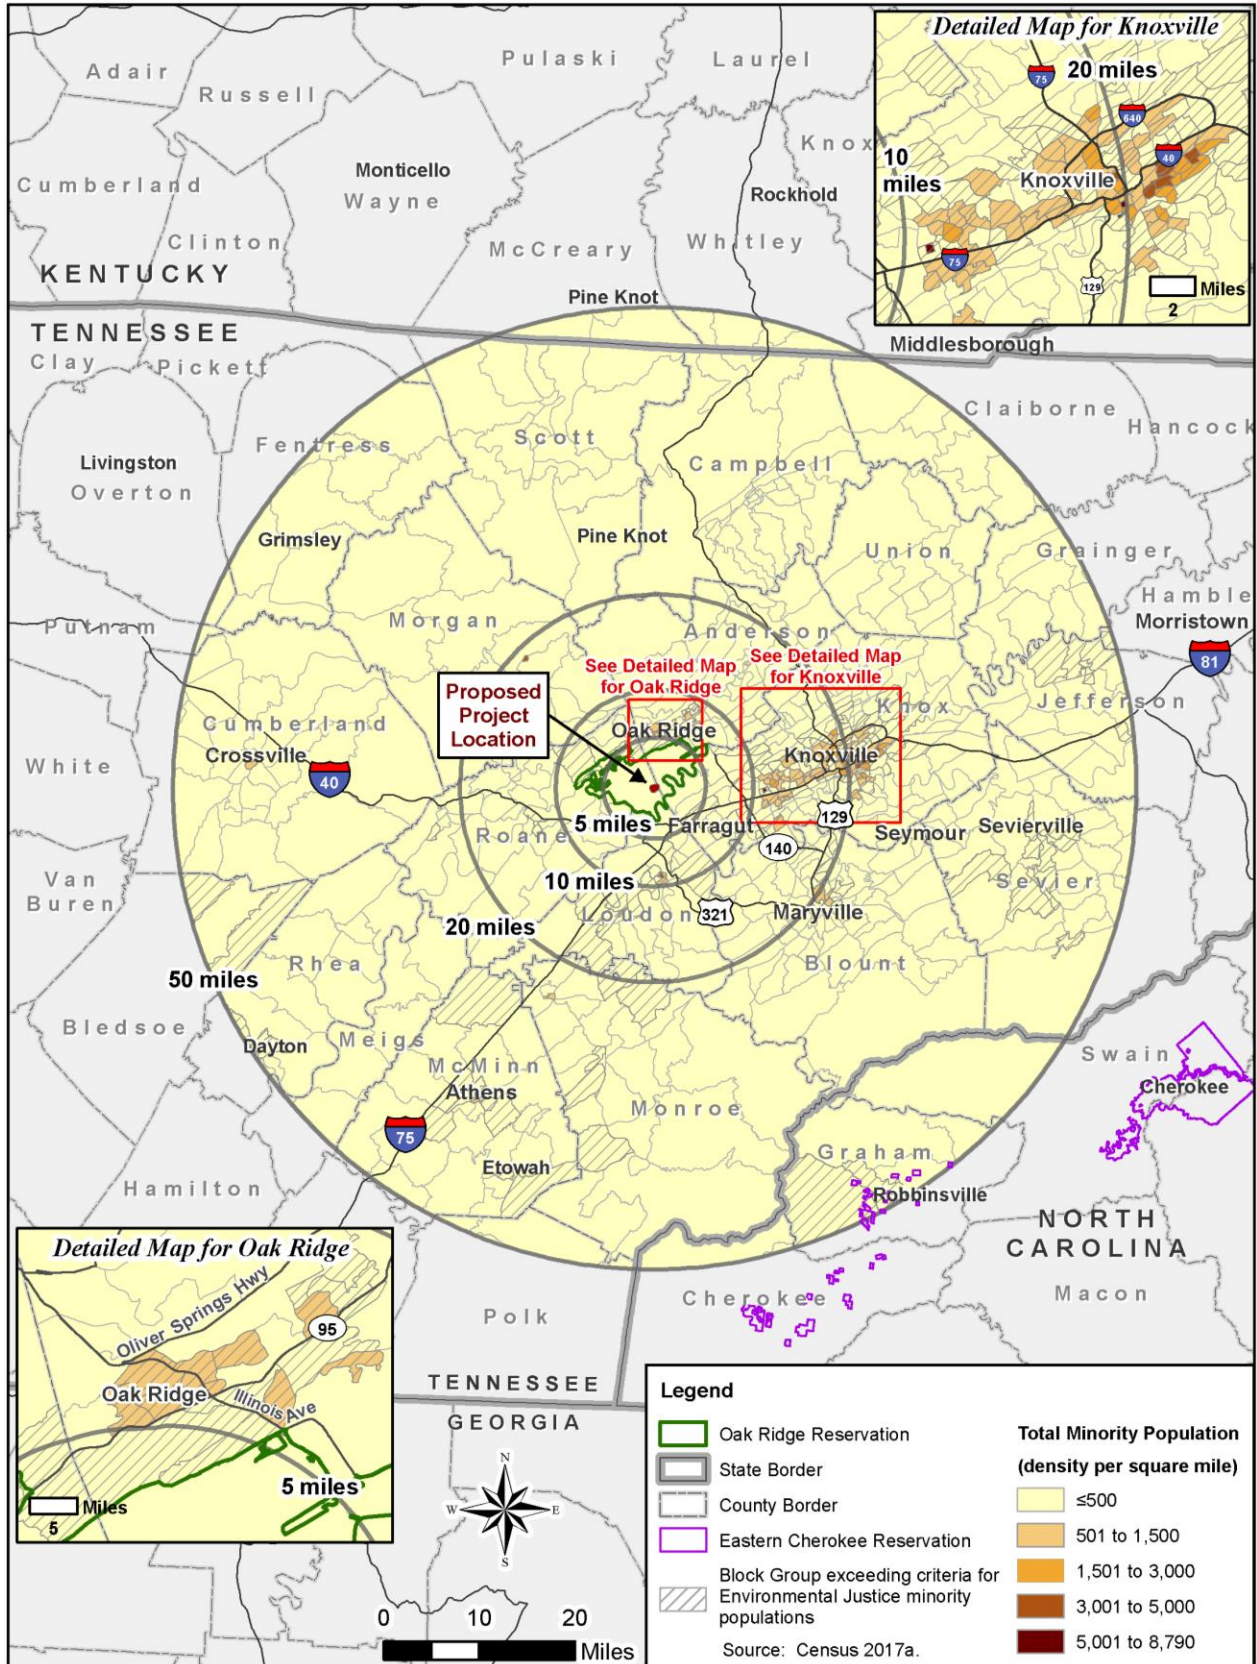 Detailed Map for Knoxville
20 miles
75
640
10
miles
40
Knoxville
75
129
Miles
2
Adair
Russell
Pulaski
Laurel
Knox
Cumberland
Monticello
Wayne
Rockhold
Clinton
McCreary
Whitley
KENTUCKY
Pine Knot
TENNESSEE
Middlesborough
Clay
Pickett
Claiborne
Hancock
Fentress
Scott
Livingston
Overton
Campbell
Grimsley
Pine Knot
Union
Grainger
Hamble
Morristown
Putnam
Morgan
Anderson
81
See Detailed Map
for Oak Ridge
See Detailed Map
for Knoxville
Proposed
Project
Location
Knox
Jefferson
Cumberland
Oak Ridge
Crossville
Knoxville
White
40
5 miles
Farragut
129
Roane
140
Seymour
Sevierville
Van
Buren
10 miles
Sevier
Loudon
321
Maryville
20 miles
Rhea
Blount
50 miles
Bledsoe
Dayton
Meigs
McMinn
Swain
Cherokee
Athens
Monroe
75
Graham
Etowah
Hamilton
Robbinsville
NORTH
CAROLINA
Detailed Map for Oak Ridge
Oliver Springs Hwy
95
Oak Ridge
Illinois Ave
5 miles
Miles
5
Polk
Cherokee
Macon
TENNESSEE
GEORGIA
N
W
E
S
0 10 20
Miles
Legend
Oak Ridge Reservation
State Border
County Border
Eastern Cherokee Reservation
Block Group exceeding criteria for
Environmental Justice minority
populations
Source: Census 2017a.
Total Minority Population
(density per square mile)
≤500
501 to 1,500
1,501 to 3,000
3,001 to 5,000
5,001 to 8,790